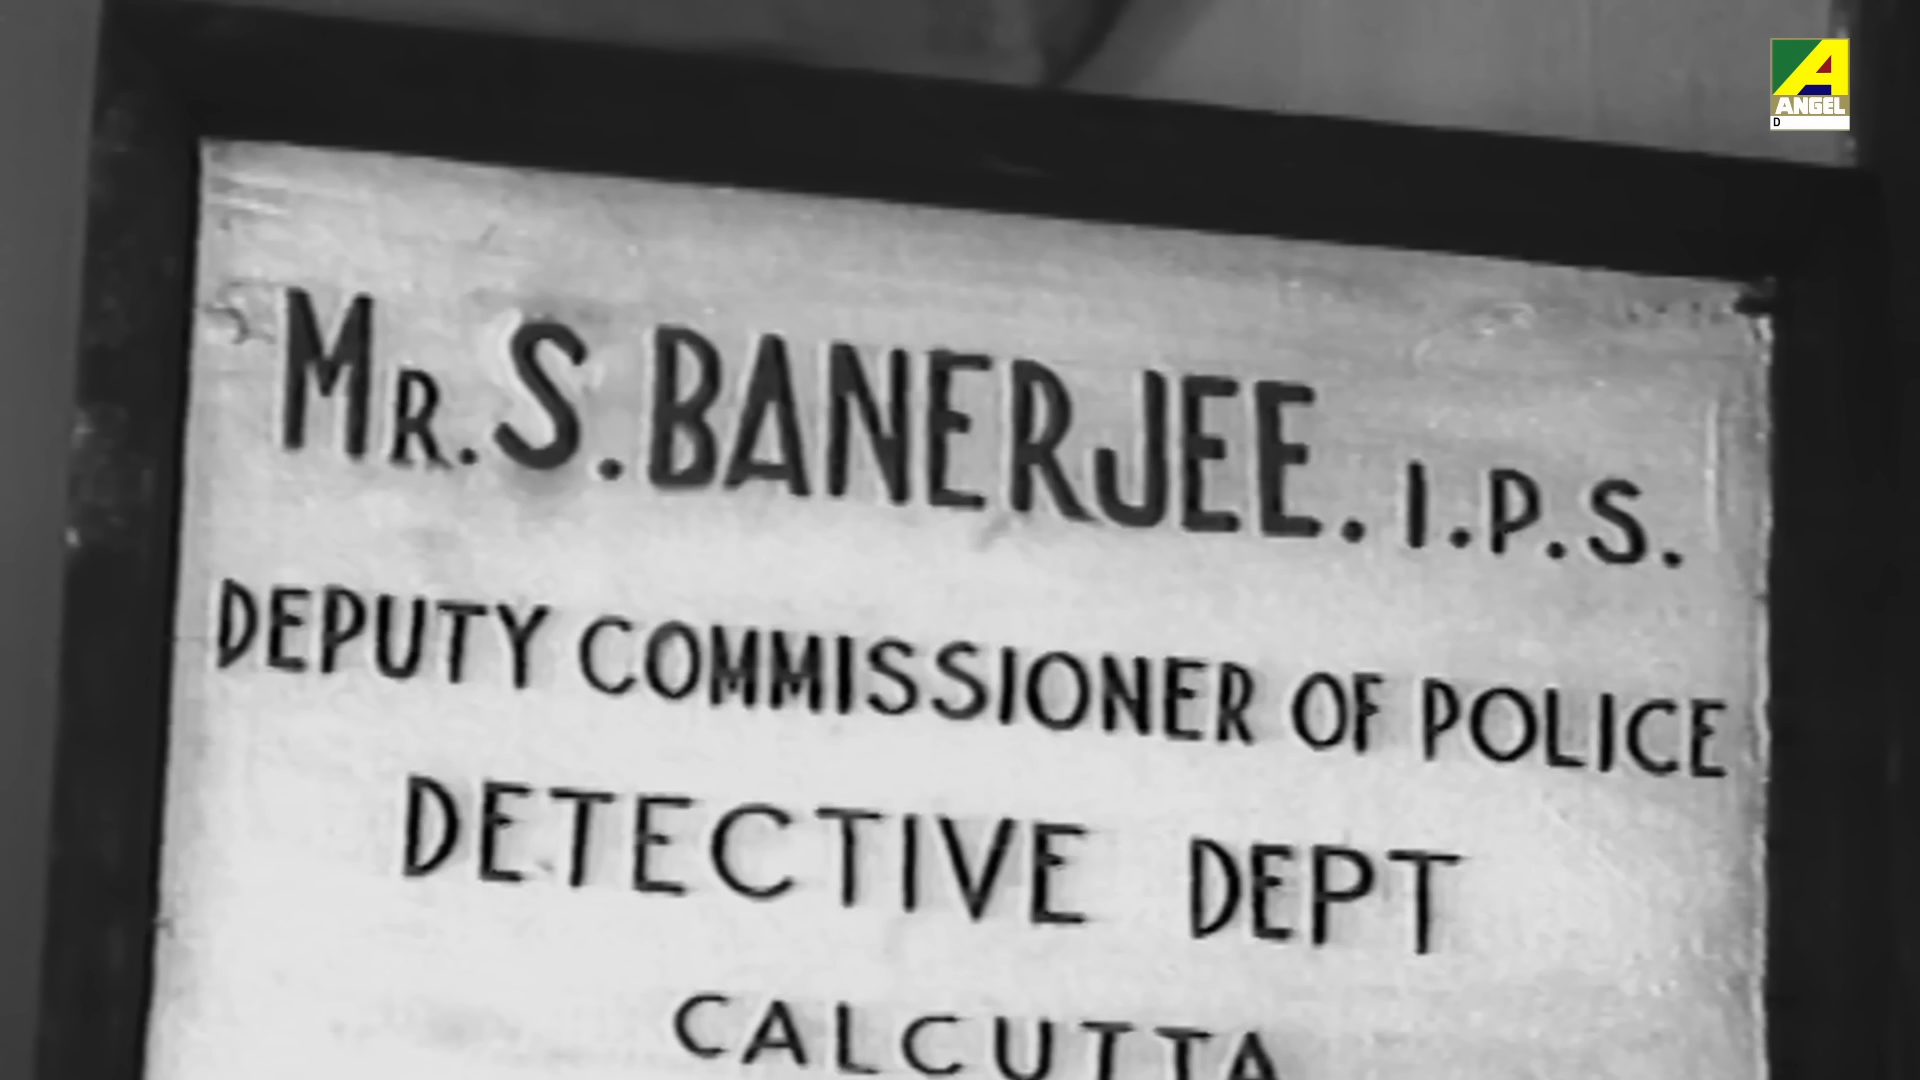 ANGEL
D
MR. S. BANERJEE. I.P.S.
DEPUTY COMMISSIONER OF POLICE
DETECTIVE DEPT
CALCUTTA